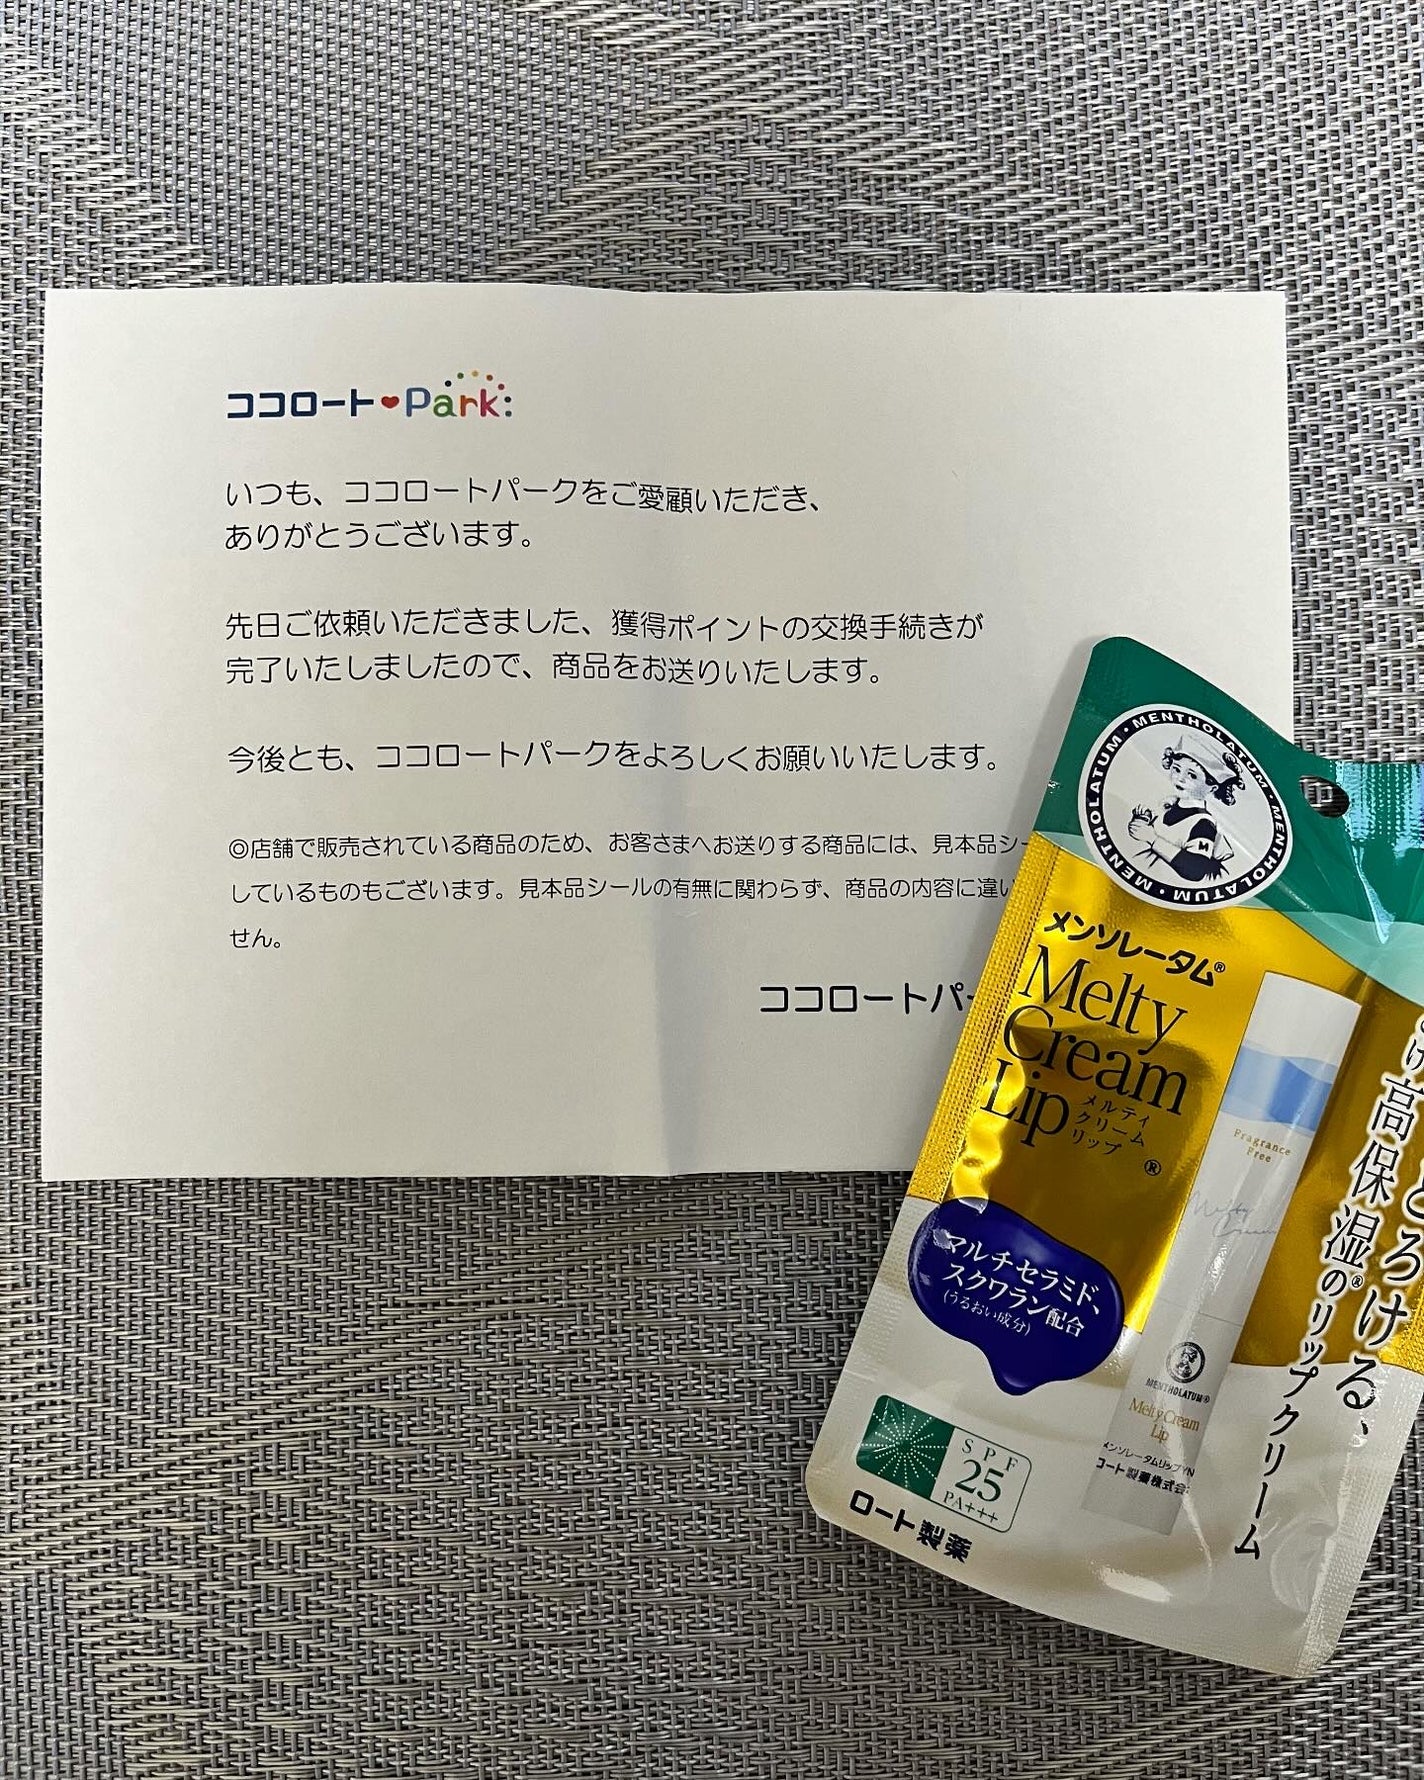 ココロート Park:
いつも、ココロートパークをご愛顧いただき、
ありがとうございます。
先日ご依頼いただきました、獲得ポイントの交換手続きが
完了いたしましたので、商品をお送りいたします。
今後とも、ココロートパークをよろしくお願いいたします。
◎店舗で販売されている商品のため、お客さまへお送りする商品には、見本品シー
しているものもございます。見本品シールの有無に関わらず、商品の内容に違い
せん。
ココロートパー
MENTHOLATUM・MENTHOLATUM・MENTHOLATUM・
M
メンソレータム®
Melty
Cream
Lip
メルティ
クリーム
リップ
®
マルチセラミド、
スクワラン配合
(うるおい成分)
SPF
25
PA+++
ロート製薬
Fragrance
Free
Melty
Cream
MENTHOLATUM®
Melty Cream
Lip
メンソレータムリップYN
ロート製薬株式会
とろける、
高保湿®のリップクリーム